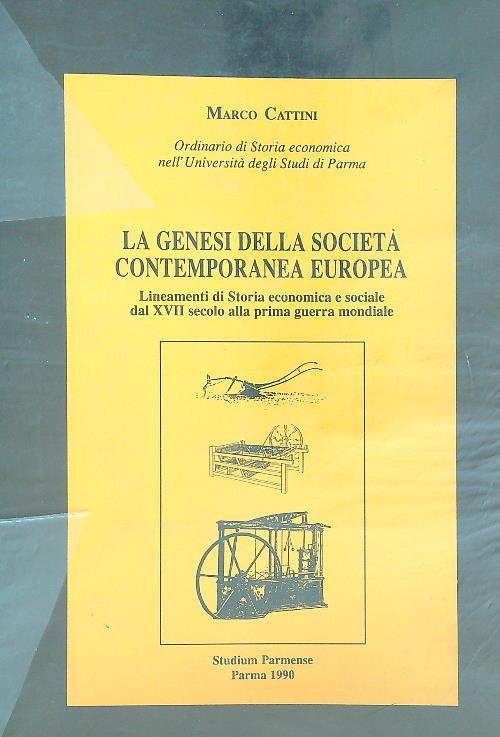 MARCO CATTINI
Ordinario di Storia economica
nell'Università degli Studi di Parma
LA GENESI DELLA SOCIETÀ
CONTEMPORANEA EUROPEA
Lineamenti di Storia economica e sociale
dal XVII secolo alla prima guerra mondiale
Studium Parmense
Parma 1990